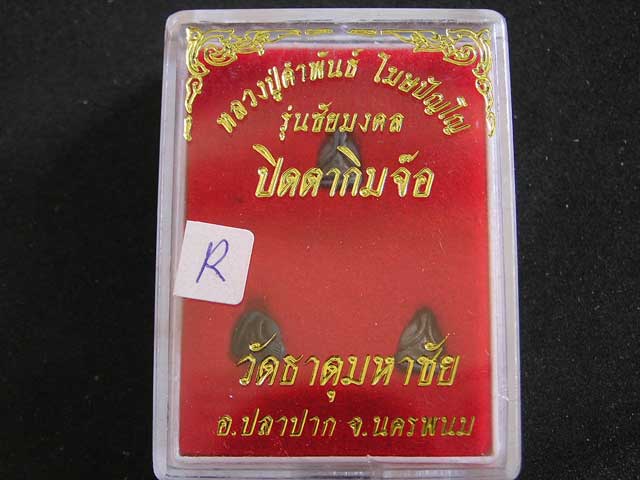 หลวงปู่คำพันธ์ โฆษปัญโญ
รุ่นชัยมงคล
ปิดตากิมจ๊อ
R
วัดธาตุมหาชัย
อ.ปลาปาก จ.นครพนม